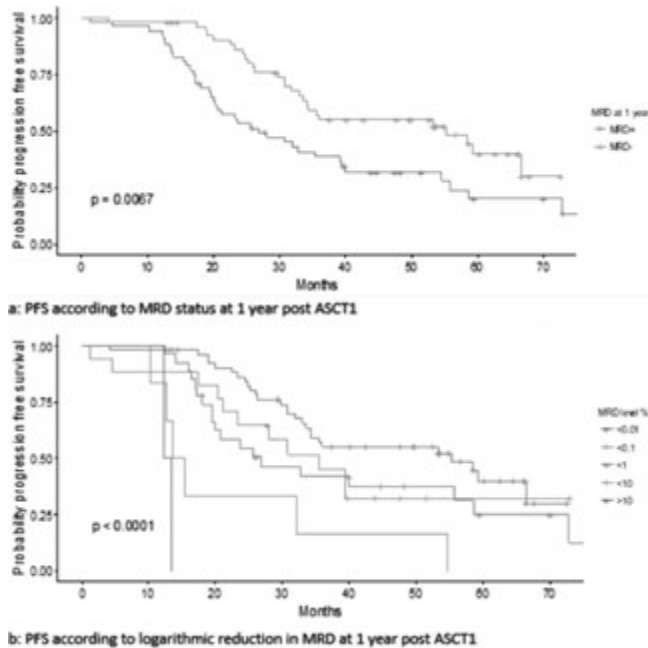 1.00
0.75
0.50
0.25
0.00
Probability progression free survival
p = 0.0067
0 10 20 30 40 50 60 70
Months
MRD at 1 year
MRD+
MRD-
a: PFS according to MRD status at 1 year post ASCT1
1.00
0.75
0.50
0.25
0.00
Probability progression free survival
p < 0.0001
0 10 20 30 40 50 60 70
Months
MRD level %
<0.01
<0.1
<1
<10
>10
b: PFS according to logarithmic reduction in MRD at 1 year post ASCT1